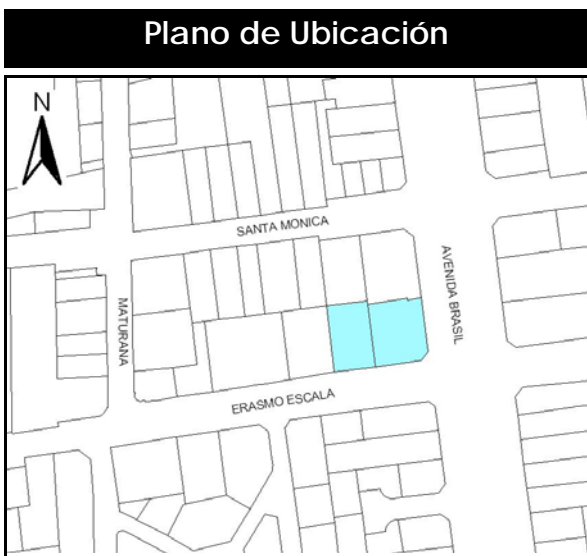 Plano de Ubicación
N
SANTA MONICA
AVENIDA BRASIL
MATURANA
ERASMO ESCALA